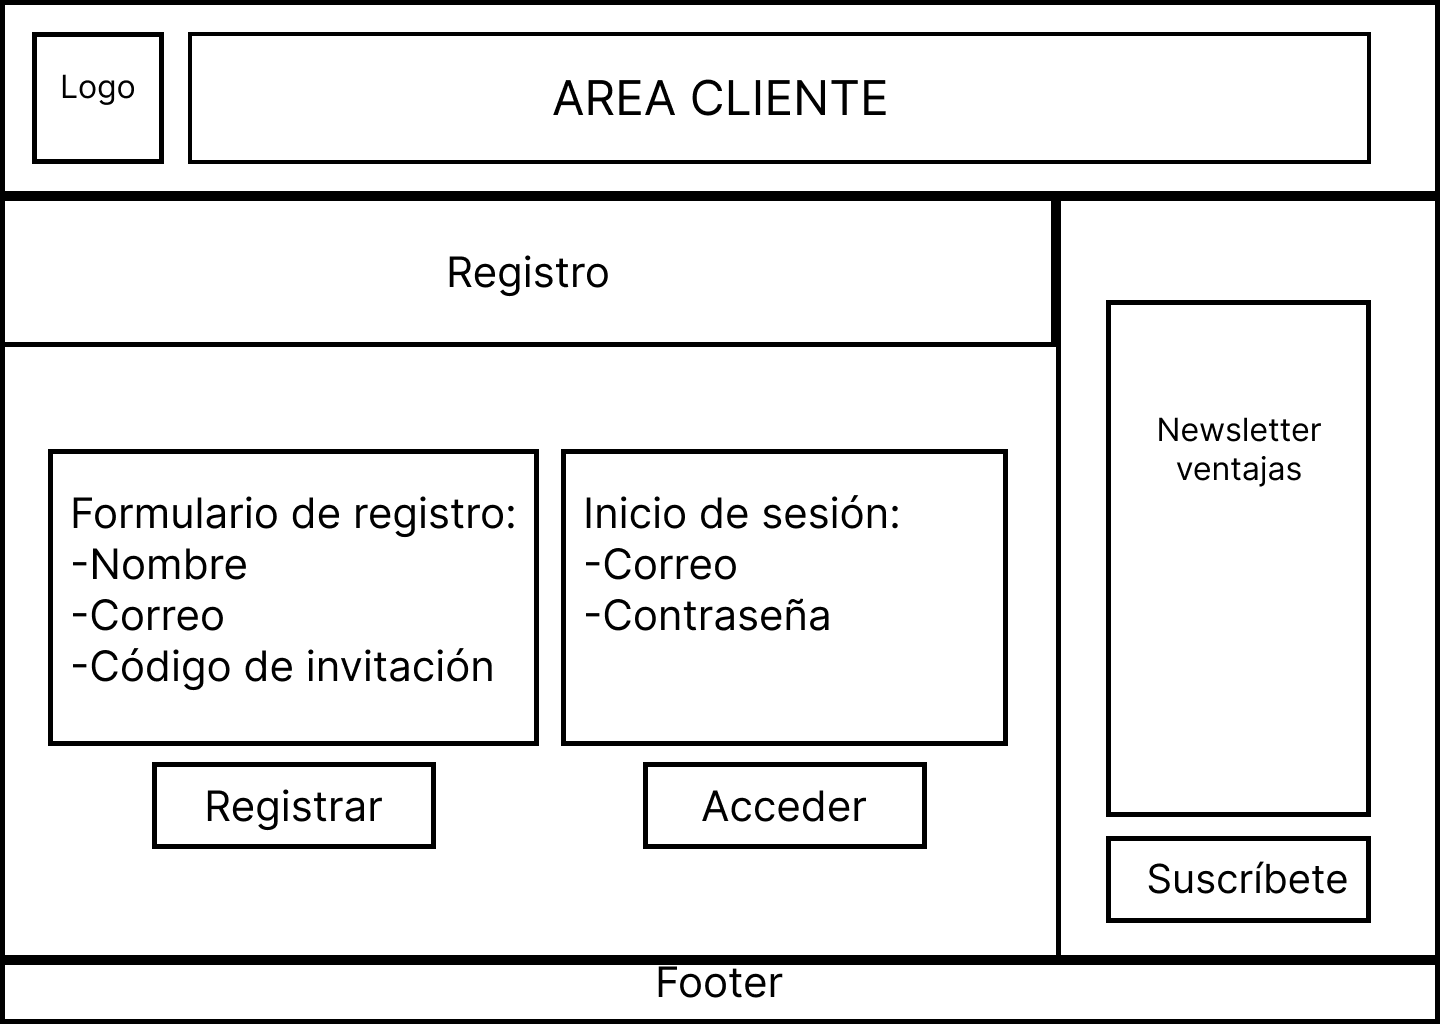 Logo
AREA CLIENTE
Registro
Formulario de registro:
-Nombre
-Correo
-Código de invitación
Registrar
Inicio de sesión:
-Correo
-Contraseña
Acceder
Newsletter
ventajas
Suscríbete
Footer